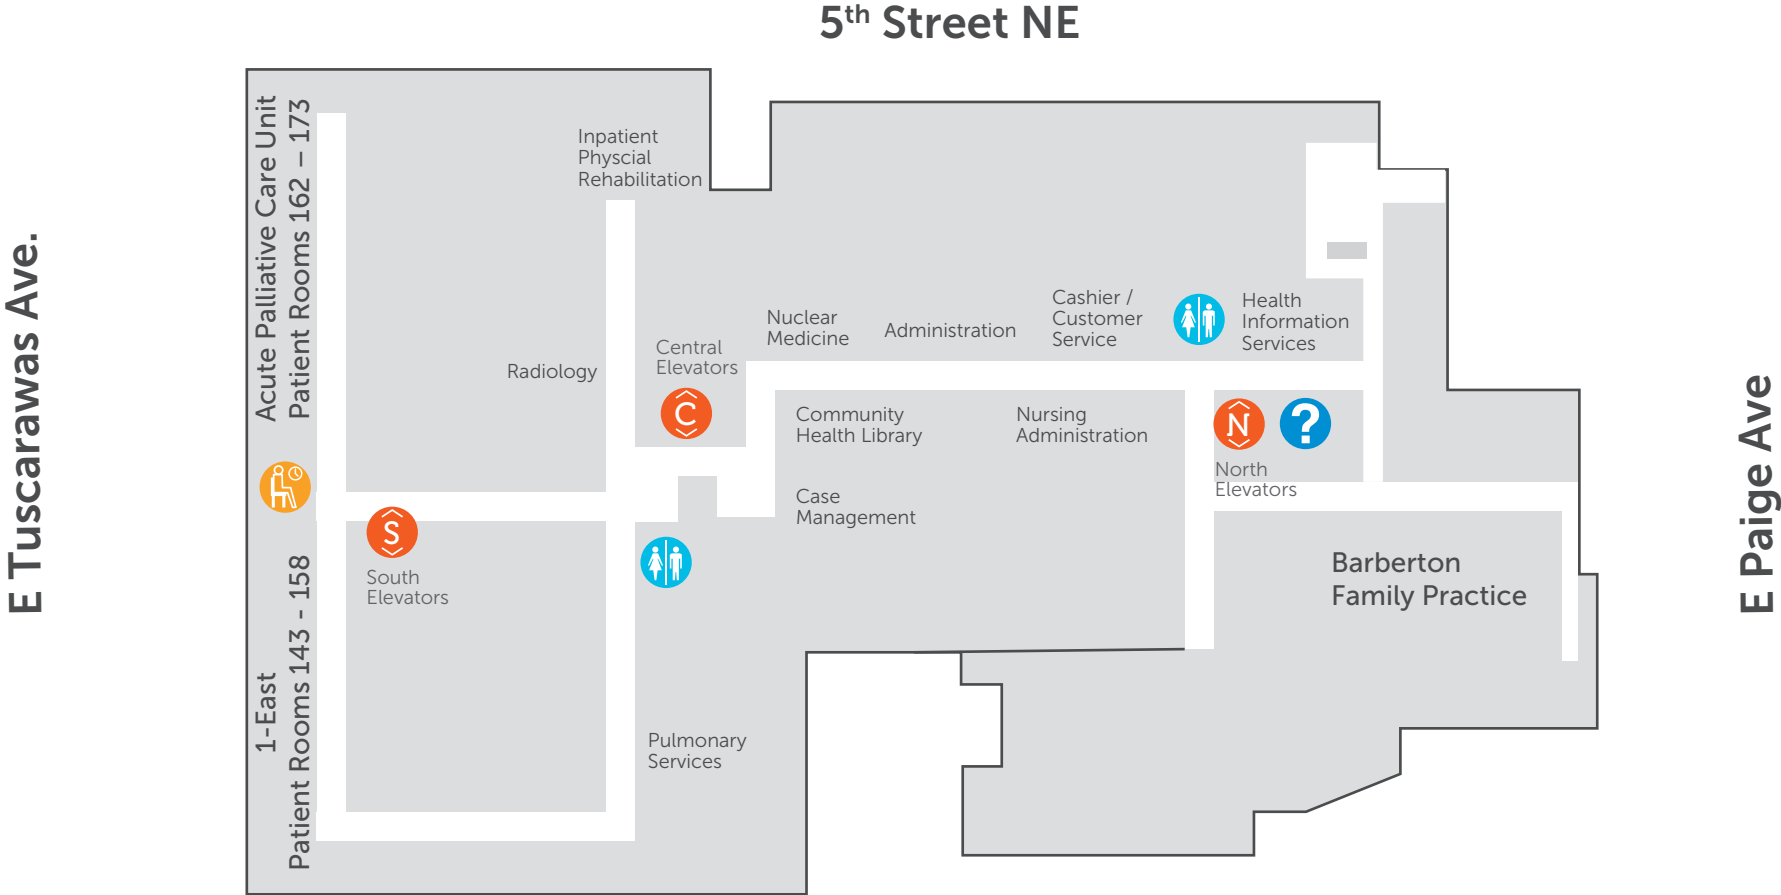 5th Street NE
E Tuscarawas Ave.
Acute Palliative Care Unit
Patient Rooms 162 – 173
Inpatient
Physcial
Rehabilitation
Radiology
Central
Elevators
C
Nuclear
Medicine
Administration
Cashier /
Customer
Service
Health
Information
Services
Community
Health Library
Nursing
Administration
N
?
North
Elevators
Case
Management
S
South
Elevators
1-East
Patient Rooms 143 - 158
Pulmonary
Services
Barberton
Family Practice
E Paige Ave